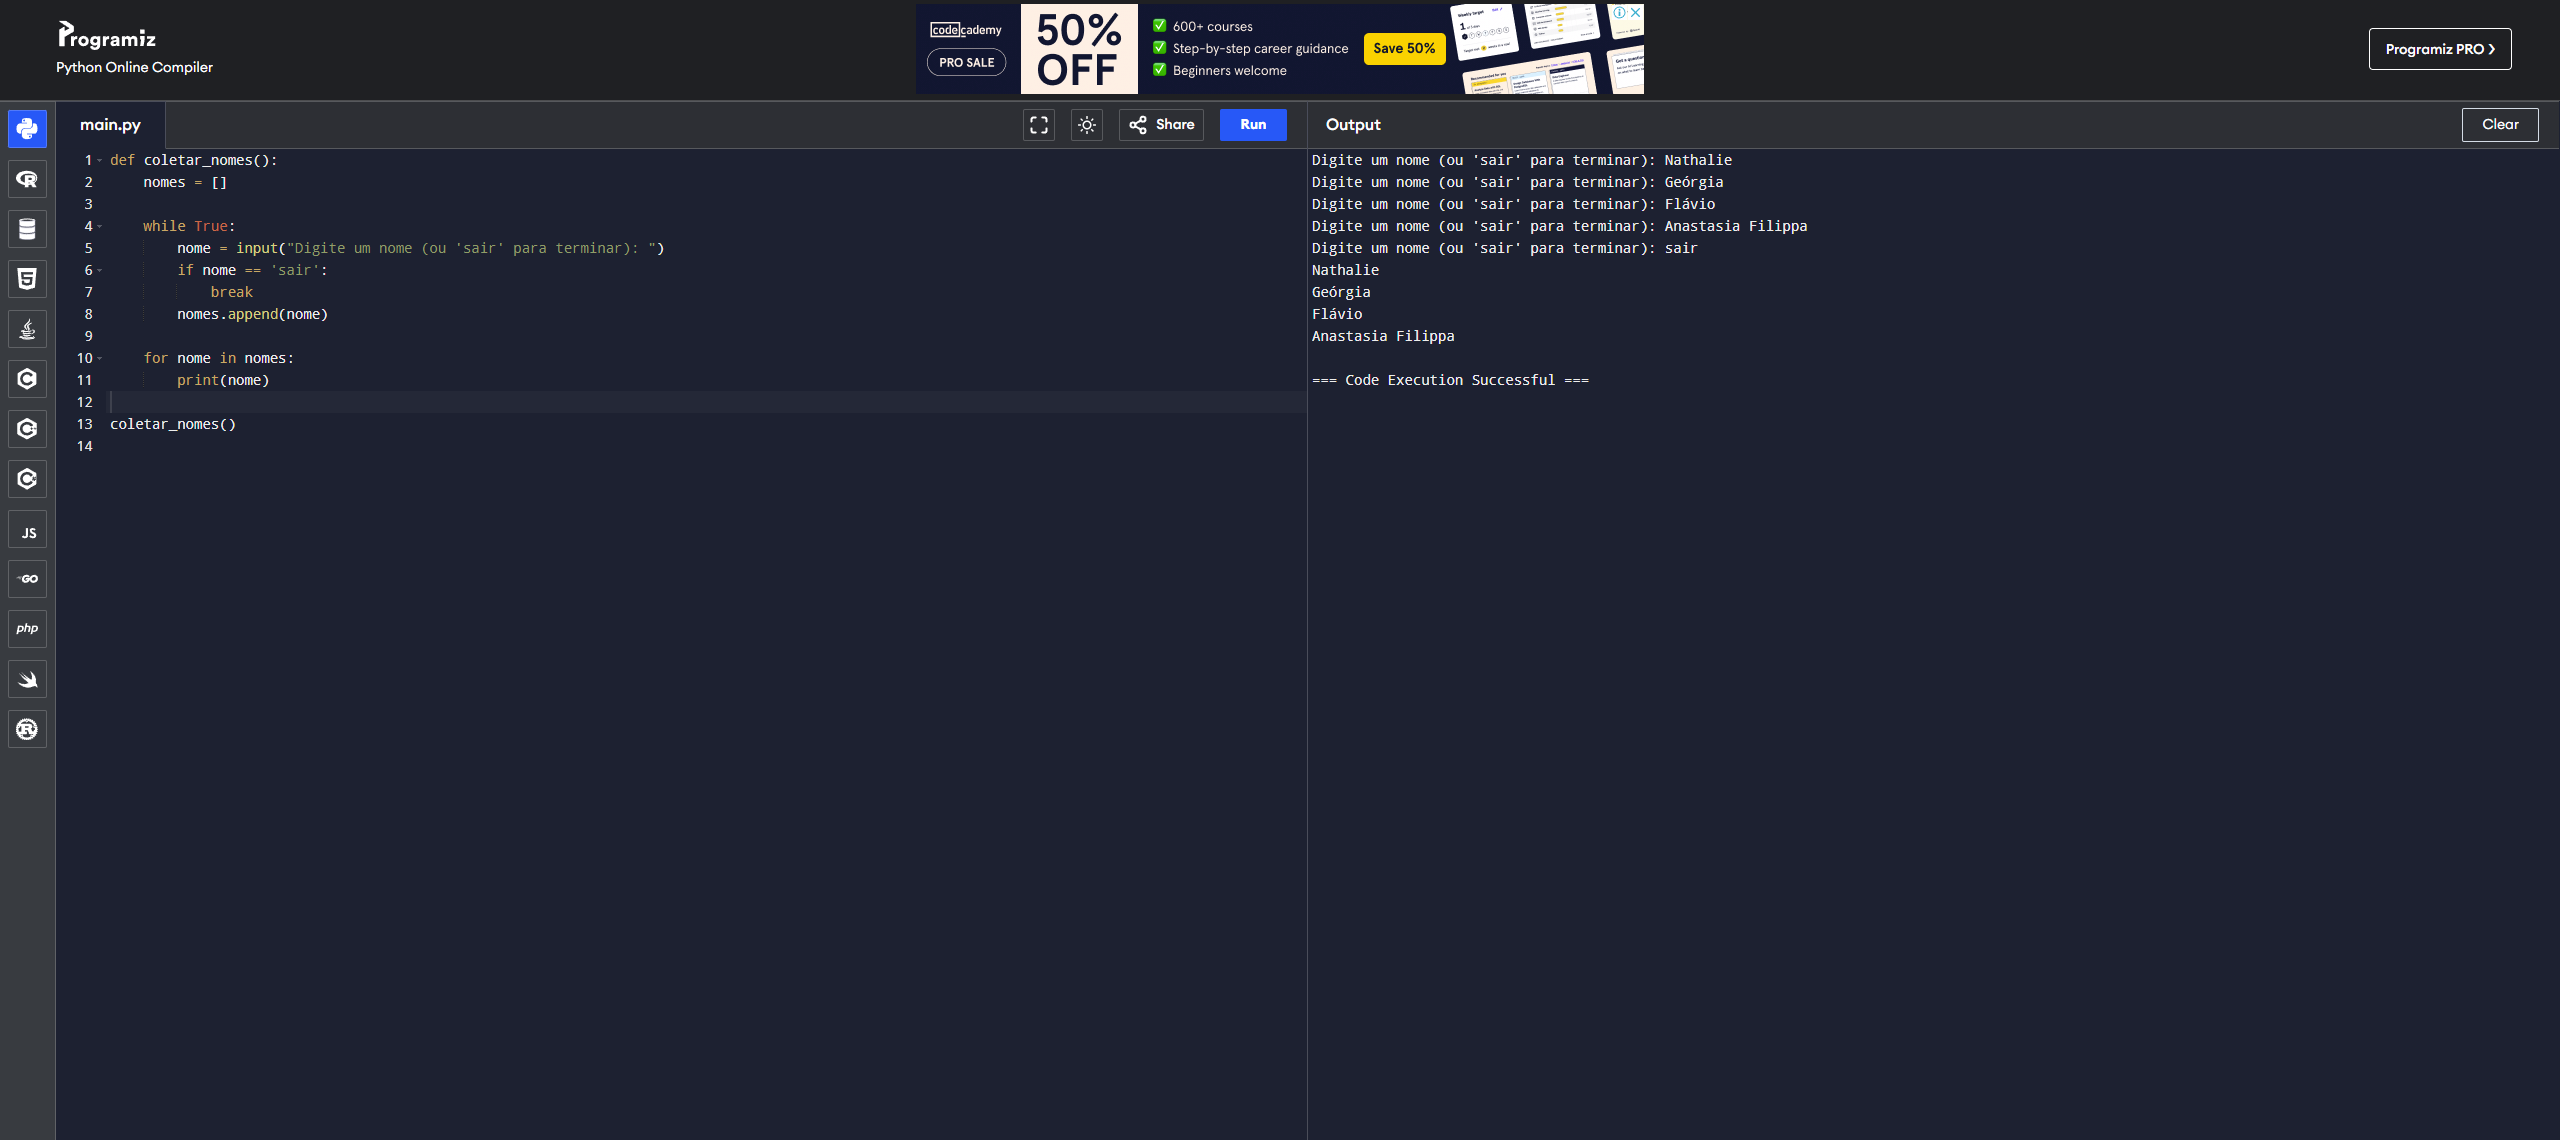 Programiz
Python Online Compiler
codecademy
PRO SALE
50%
OFF
600+ courses
Step-by-step career guidance
Beginners welcome
Save 50%
Programiz PRO
main.py
Share
Run
Output
Clear
1 def coletar_nomes():
2 nomes = []
3
4 while True:
5 nome = input("Digite um nome (ou 'sair' para terminar): ")
6 if nome == 'sair':
7 break
8 nomes.append(nome)
9
10 for nome in nomes:
11 print(nome)
12
13 coletar_nomes()
14
Digite um nome (ou 'sair' para terminar): Nathalie
Digite um nome (ou 'sair' para terminar): Geórgia
Digite um nome (ou 'sair' para terminar): Flávio
Digite um nome (ou 'sair' para terminar): Anastasia Filippa
Digite um nome (ou 'sair' para terminar): sair
Nathalie
Geórgia
Flávio
Anastasia Filippa
=== Code Execution Successful ===
JS
GO
php